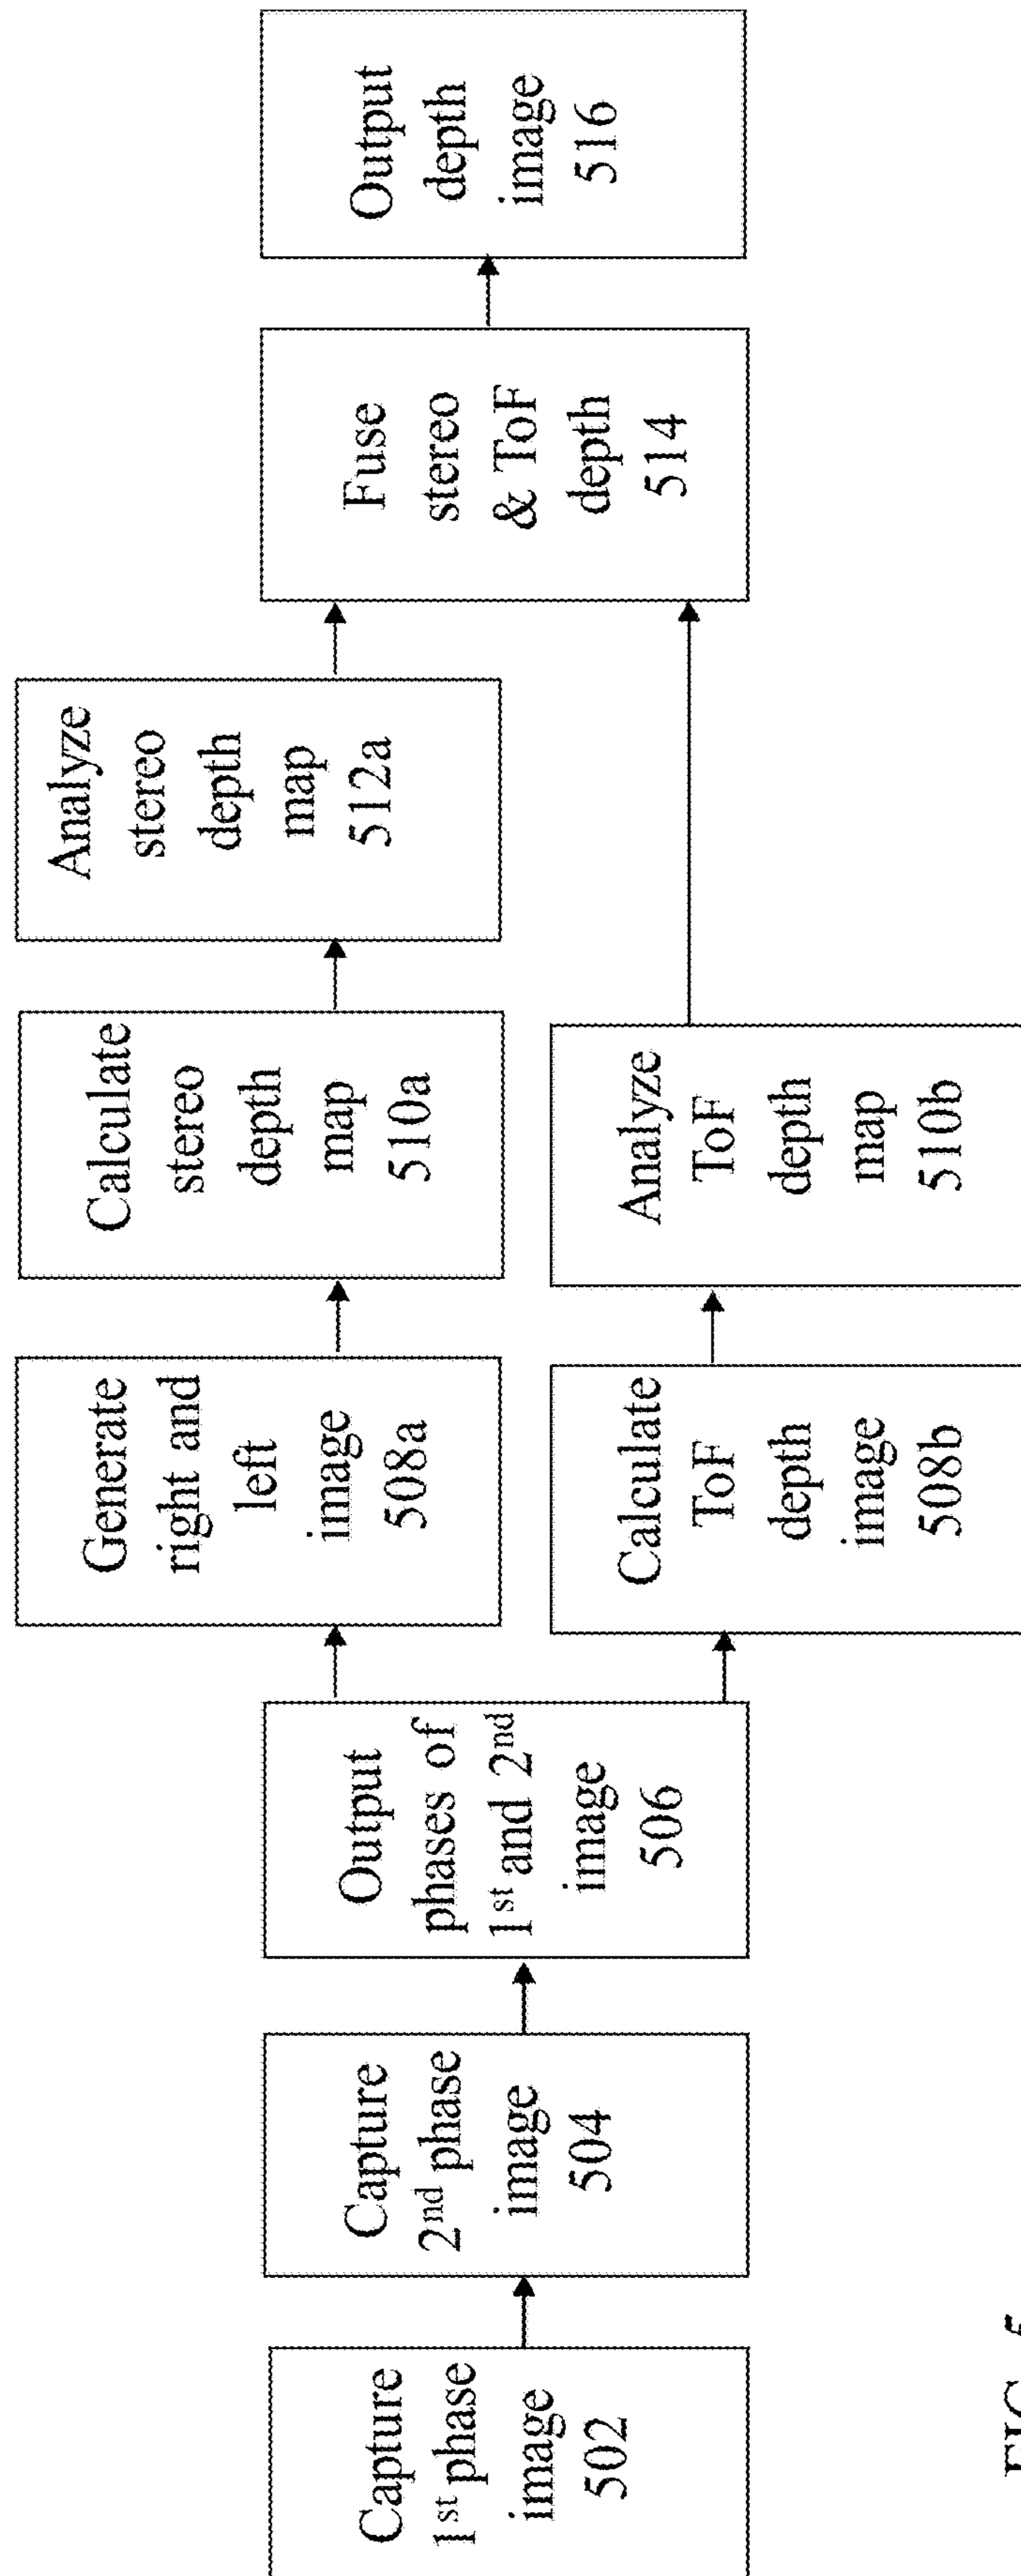 Capture
1st phase
image
502
Capture
2nd phase
image
504
Output
phases of
1st and 2nd
image
506
Generate
right and
left
image
508a
Calculate
stereo
depth
map
510a
Analyze
stereo
depth
map
512a
Calculate
ToF
depth
image
508b
Analyze
ToF
depth
map
510b
Fuse
stereo
& ToF
depth
514
Output
depth
image
516
FIG. 5